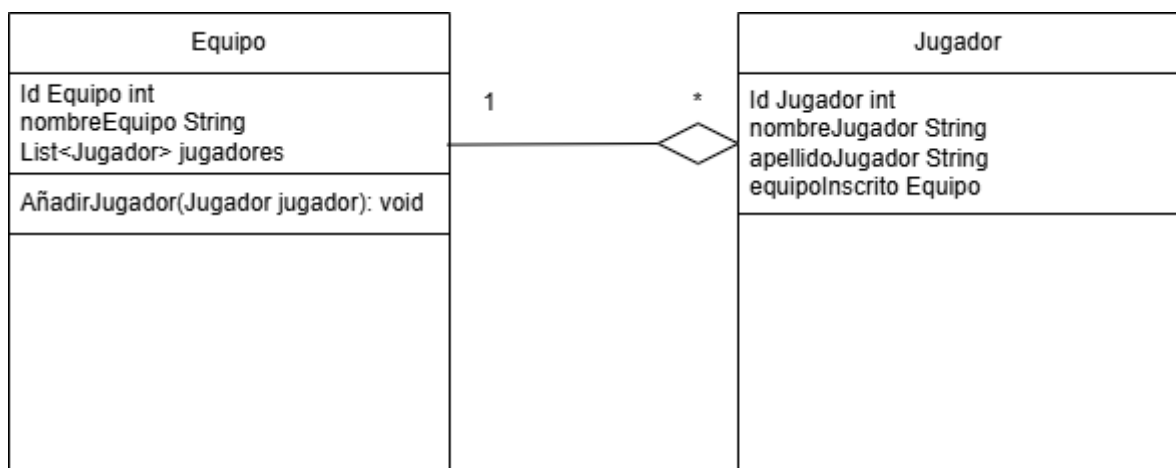 Equipo
Id Equipo int
nombreEquipo String
List<Jugador> jugadores
AñadirJugador(Jugador jugador): void
1
*
Jugador
Id Jugador int
nombreJugador String
apellidoJugador String
equipoInscrito Equipo